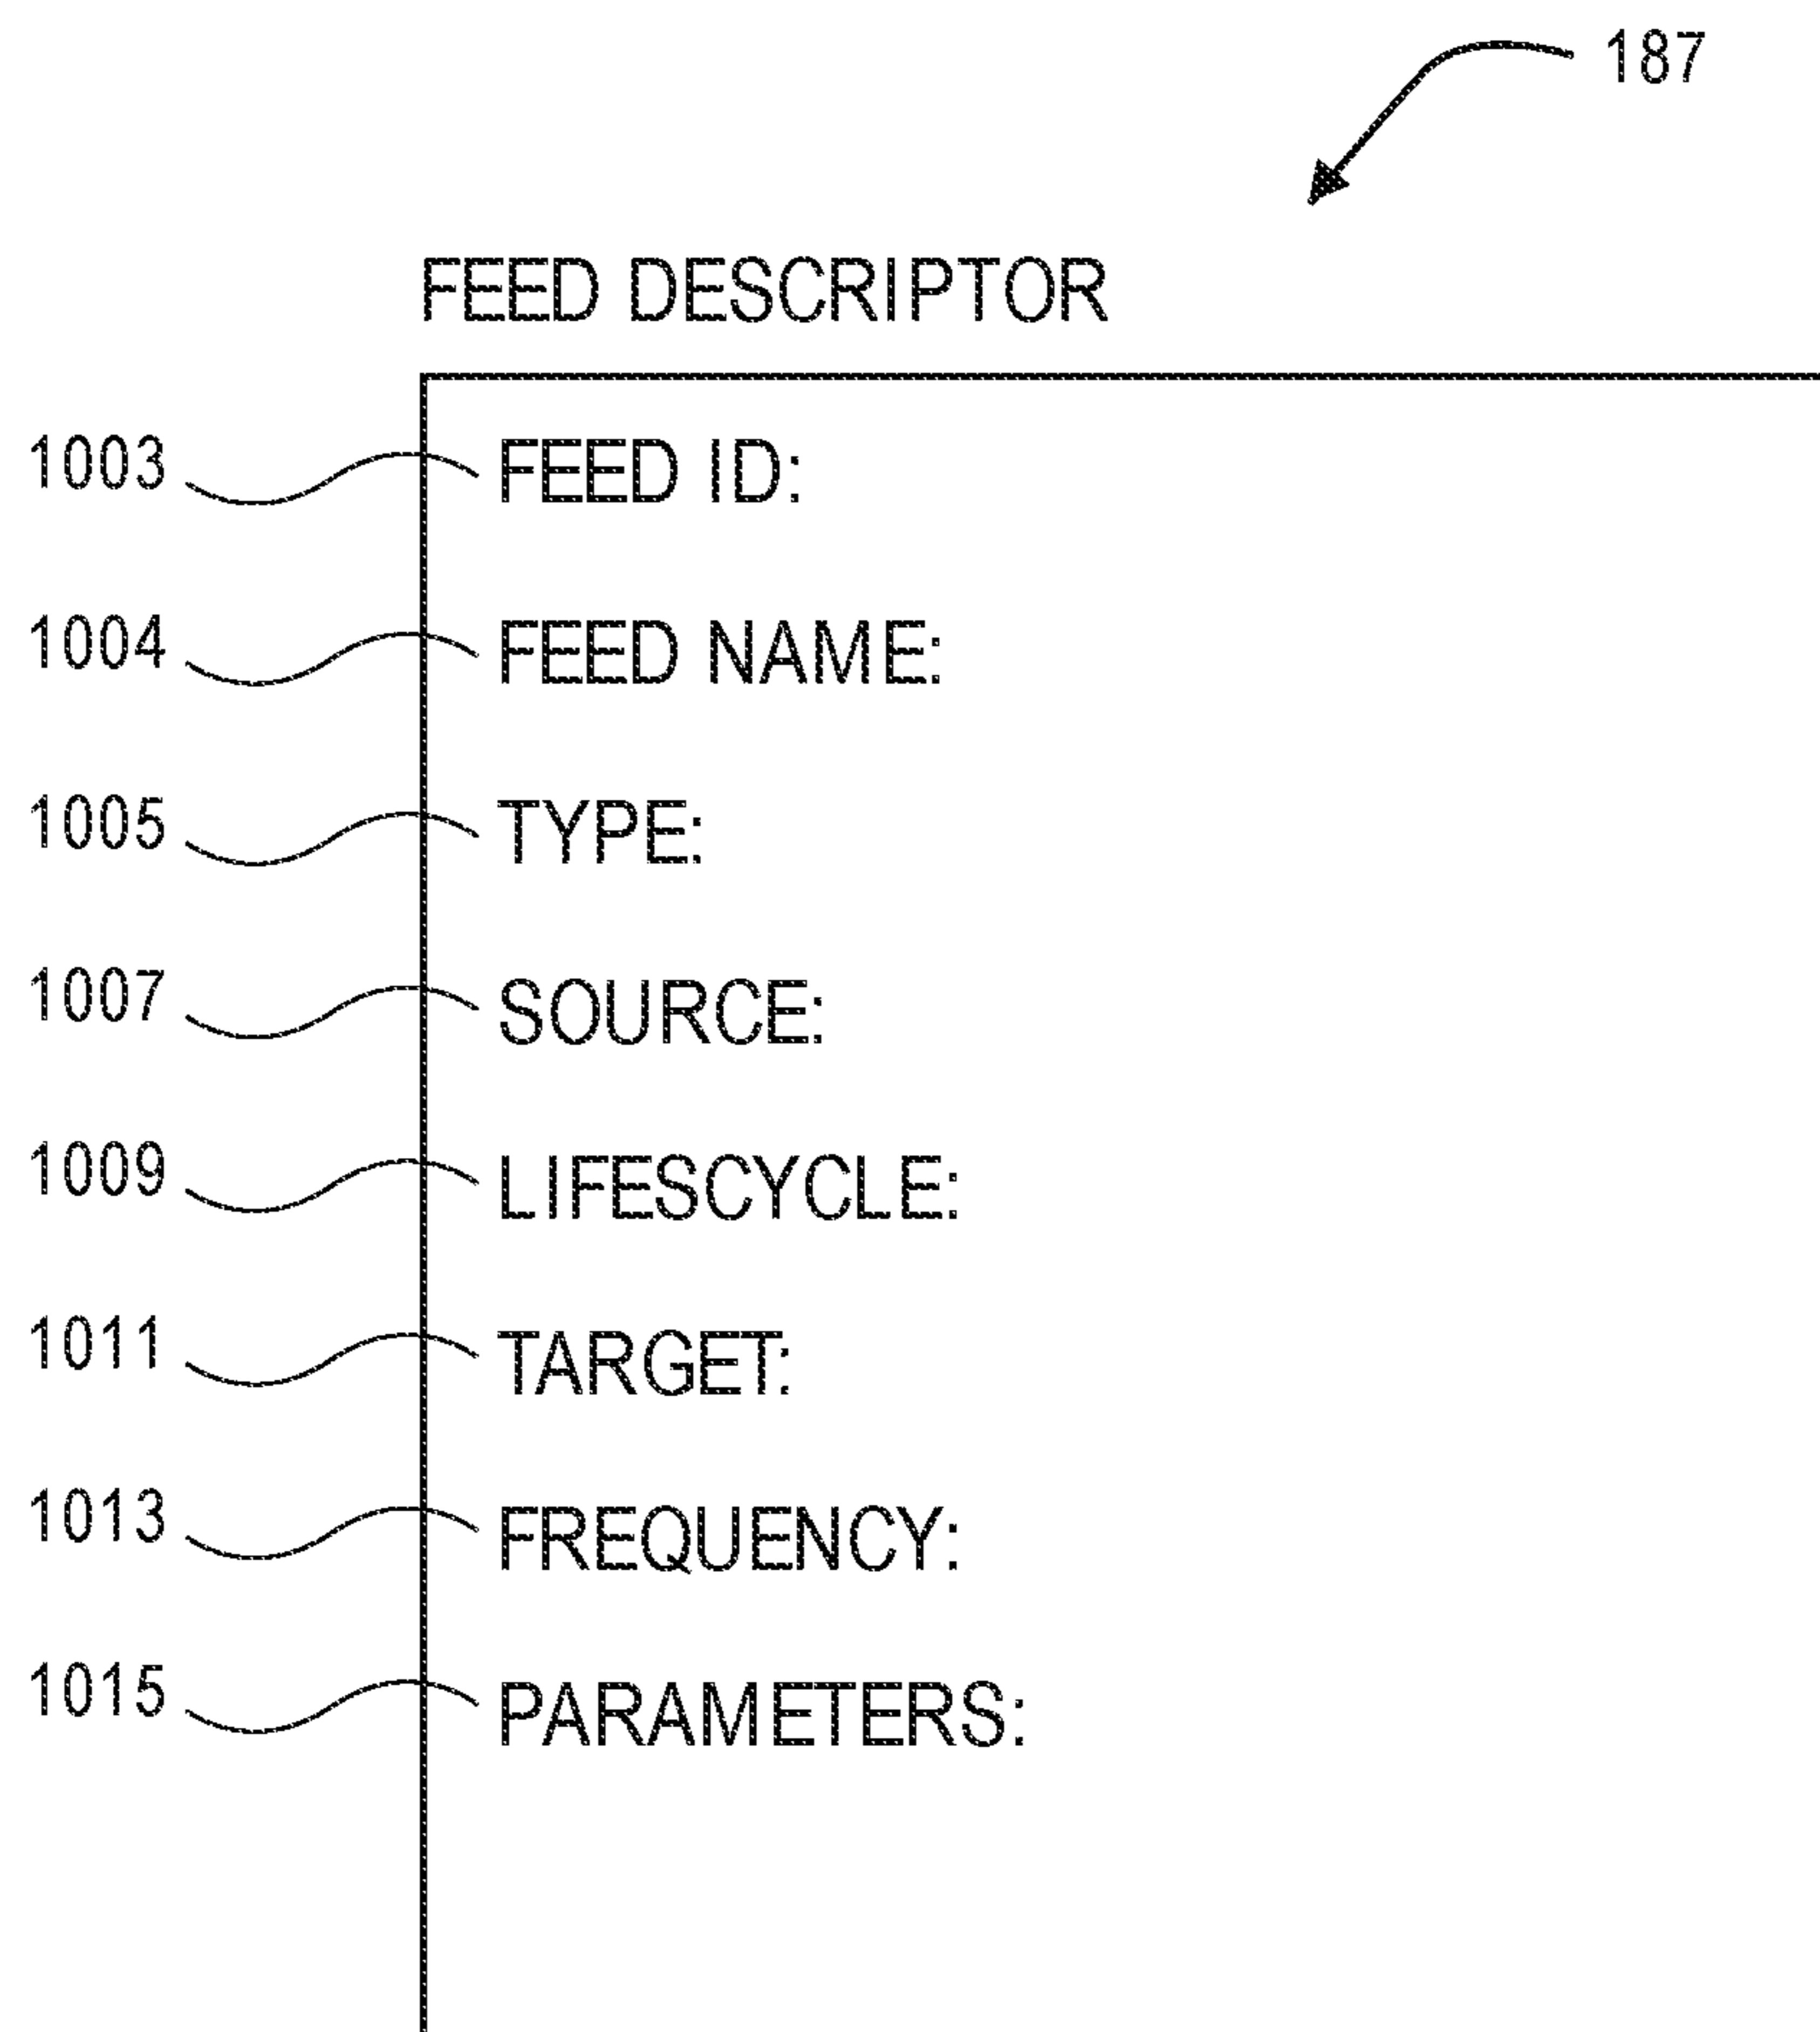 187
FEED DESCRIPTOR
1003 FEED ID:
1004 FEED NAME:
1005 TYPE:
1007 SOURCE:
1009 LIFESCYCLE:
1011 TARGET:
1013 FREQUENCY:
1015 PARAMETERS: